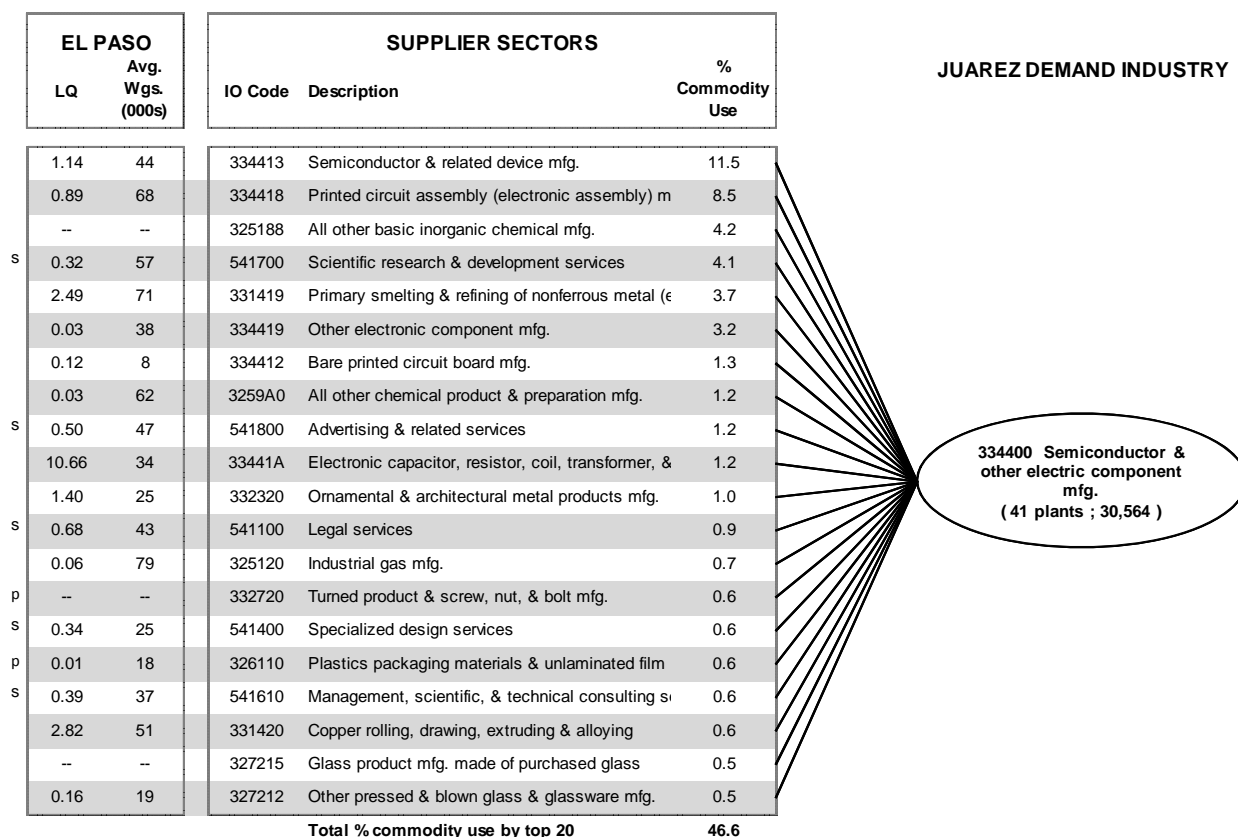 EL PASO
SUPPLIER SECTORS
JUAREZ DEMAND INDUSTRY
LQ Avg. Wgs. (000s) IO Code Description % Commodity Use
1.14 44 334413 Semiconductor & related device mfg. 11.5
0.89 68 334418 Printed circuit assembly (electronic assembly) m 8.5
-- -- 325188 All other basic inorganic chemical mfg. 4.2
s 0.32 57 541700 Scientific research & development services 4.1
2.49 71 331419 Primary smelting & refining of nonferrous metal (e 3.7
0.03 38 334419 Other electronic component mfg. 3.2
0.12 8 334412 Bare printed circuit board mfg. 1.3
0.03 62 3259A0 All other chemical product & preparation mfg. 1.2
s 0.50 47 541800 Advertising & related services 1.2
10.66 34 33441A Electronic capacitor, resistor, coil, transformer, & 1.2
1.40 25 332320 Ornamental & architectural metal products mfg. 1.0
s 0.68 43 541100 Legal services 0.9
0.06 79 325120 Industrial gas mfg. 0.7
p -- -- 332720 Turned product & screw, nut, & bolt mfg. 0.6
s 0.34 25 541400 Specialized design services 0.6
p 0.01 18 326110 Plastics packaging materials & unlaminated film 0.6
s 0.39 37 541610 Management, scientific, & technical consulting se 0.6
2.82 51 331420 Copper rolling, drawing, extruding & alloying 0.6
-- -- 327215 Glass product mfg. made of purchased glass 0.5
0.16 19 327212 Other pressed & blown glass & glassware mfg. 0.5
Total % commodity use by top 20 46.6
334400 Semiconductor &
other electric component
mfg.
( 41 plants ; 30,564 )